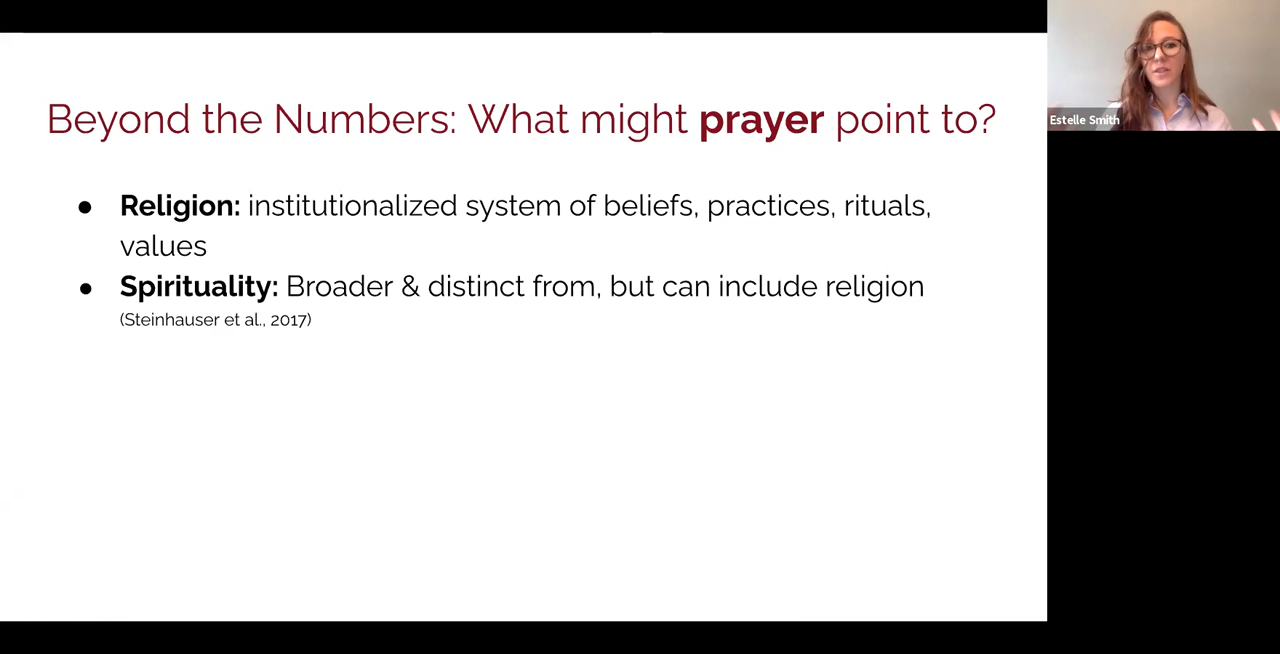 Beyond the Numbers: What might prayer point to?
● Religion: institutionalized system of beliefs, practices, rituals,
values
● Spirituality: Broader & distinct from, but can include religion
(Steinhauser et al., 2017)
Estelle Smith